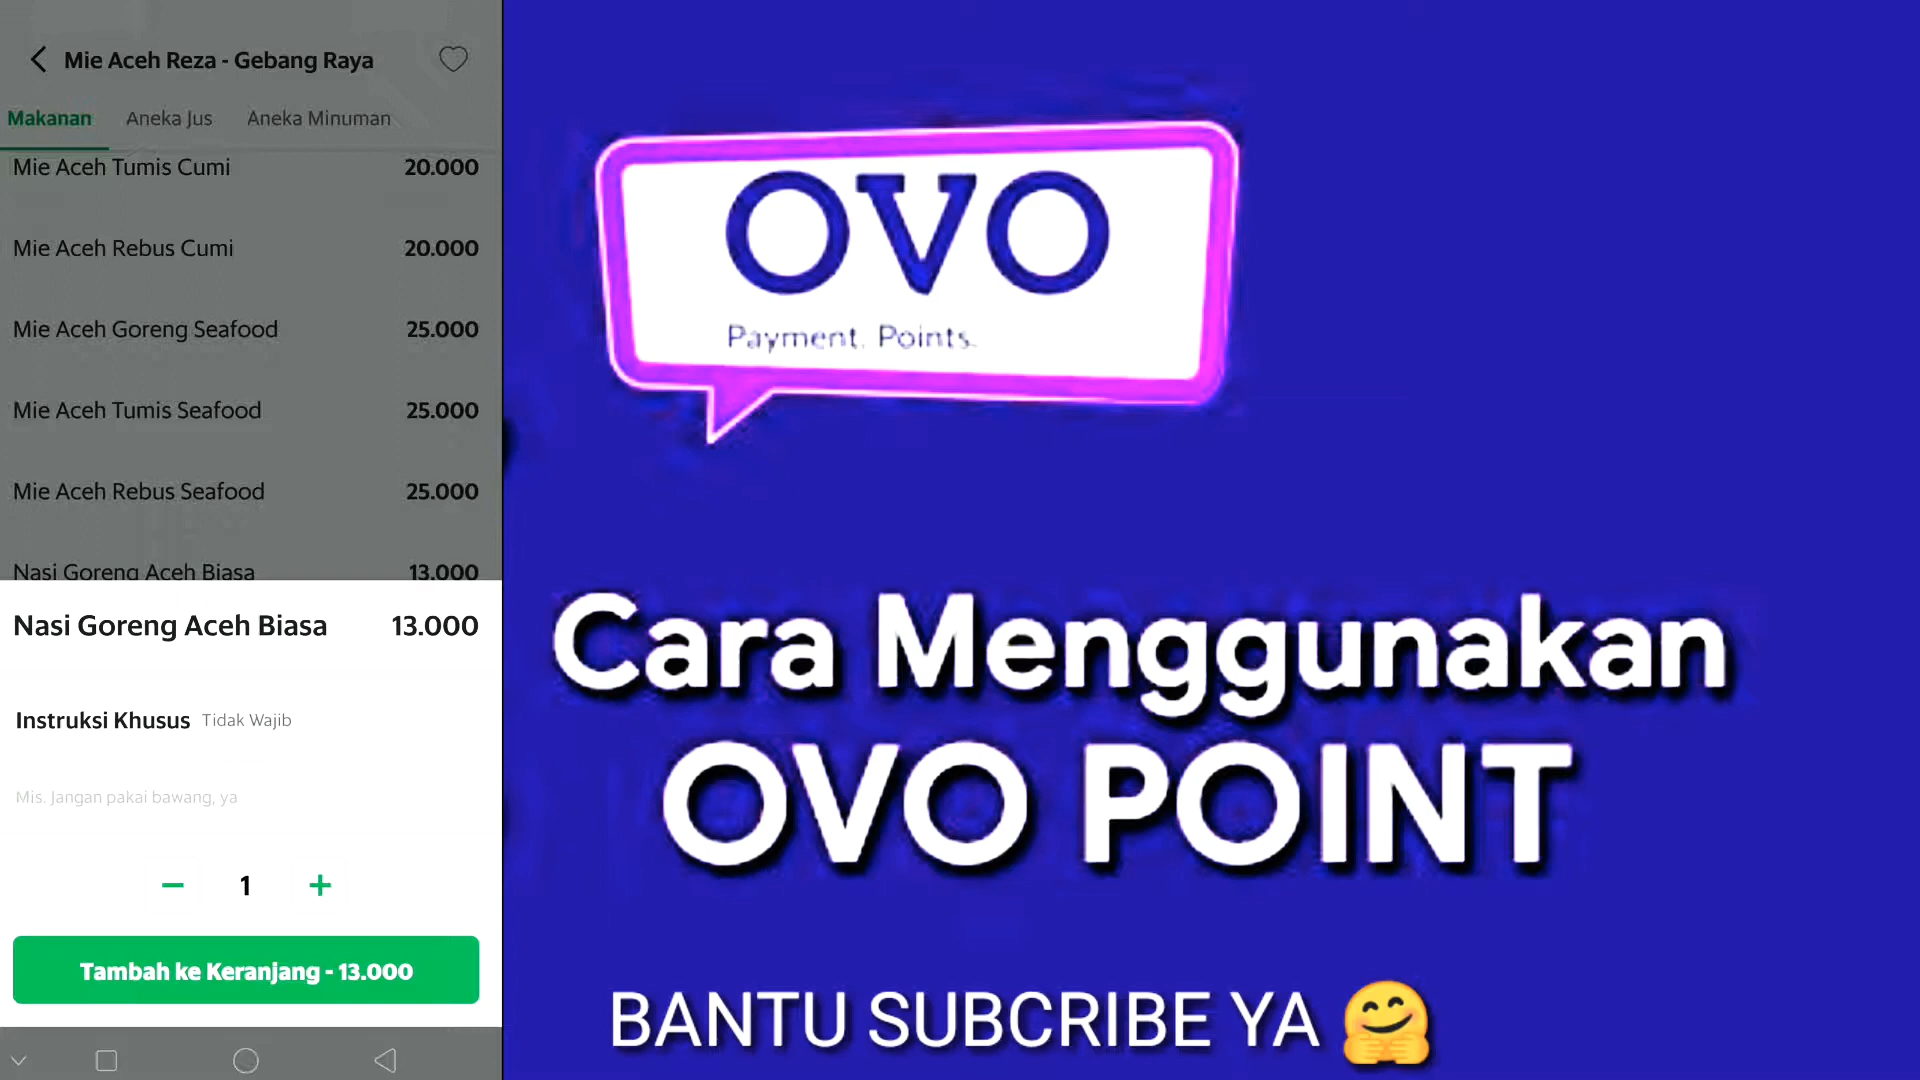 Mie Aceh Reza - Gebang Raya
Makanan Aneka Jus Aneka Minuman
Mie Aceh Tumis Cumi 20.000
Mie Aceh Rebus Cumi 20.000
Mie Aceh Goreng Seafood 25.000
Mie Aceh Tumis Seafood 25.000
Mie Aceh Rebus Seafood 25.000
Nasi Goreng Aceh Biasa 13.000
Nasi Goreng Aceh Biasa 13.000
Instruksi Khusus Tidak Wajib
Mis. Jangan pakai bawang, ya
1
Tambah ke Keranjang - 13.000
OVO
Payment. Points.
Cara Menggunakan
OVO POINT
BANTU SUBCRIBE YA 🤗